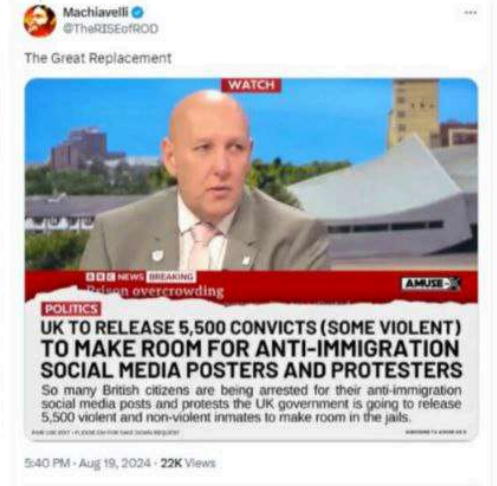 Machiavelli
@TheRISEofROD
The Great Replacement
WATCH
BBC NEWS BREAKING
Prison overcrowding
AMUSE-X
POLITICS
UK TO RELEASE 5,500 CONVICTS (SOME VIOLENT)
TO MAKE ROOM FOR ANTI-IMMIGRATION
SOCIAL MEDIA POSTERS AND PROTESTERS
So many British citizens are being arrested for their anti-immigration
social media posts and protests the UK government is going to release
5,500 violent and non-violent inmates to make room in the jails.
5:40 PM · Aug 19, 2024 · 22K Views